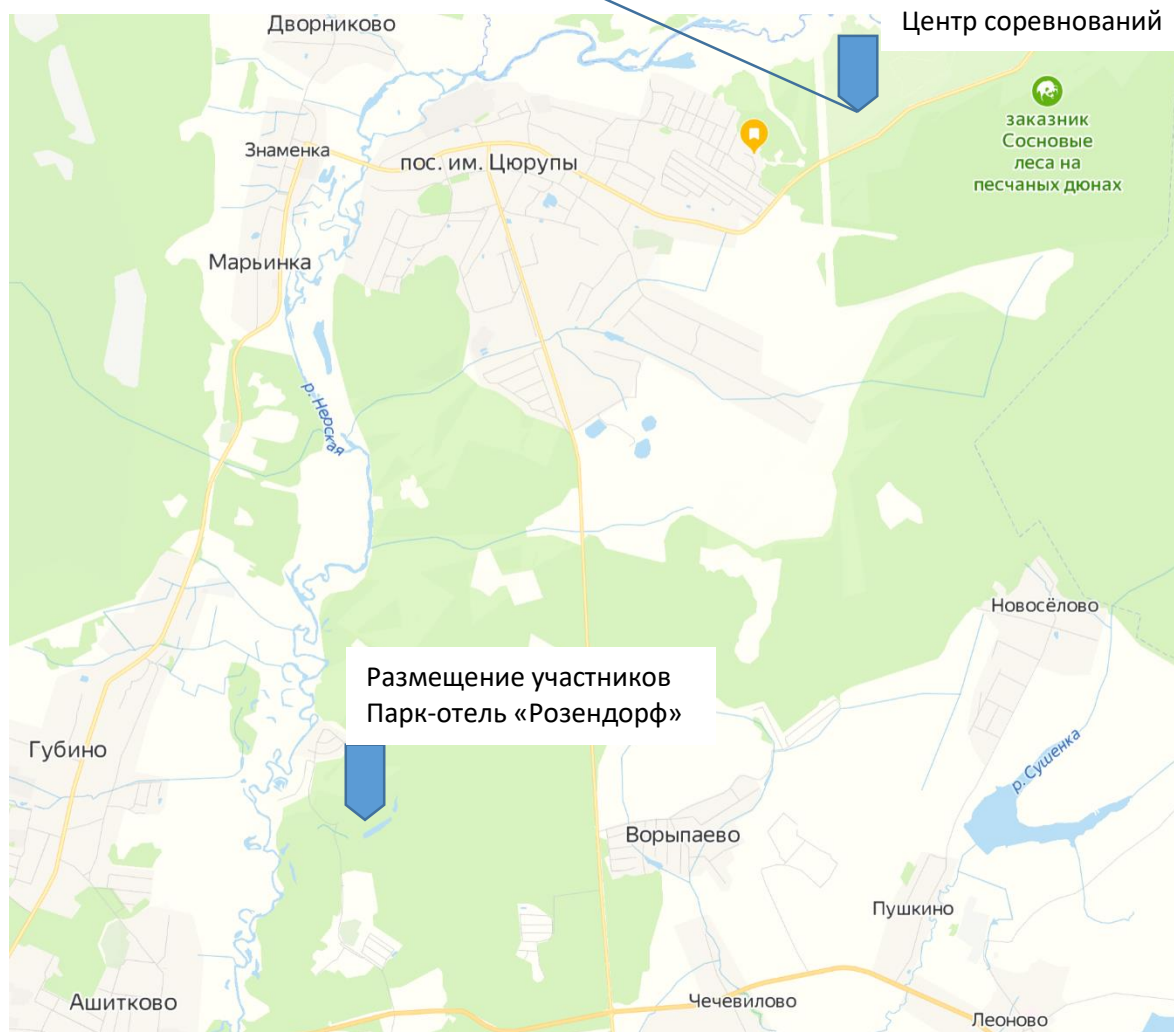 Центр соревнований
Дворниково
заказник
Сосновые
леса на
песчаных дюнах
Знаменка
пос. им. Цюрупы
Марьинка
р. Нерская
Новосёлово
Размещение участников
Парк-отель «Розендорф»
Губино
р. Сушенка
Ворыпаево
Пушкино
Ашитково
Чечевилово
Леоново